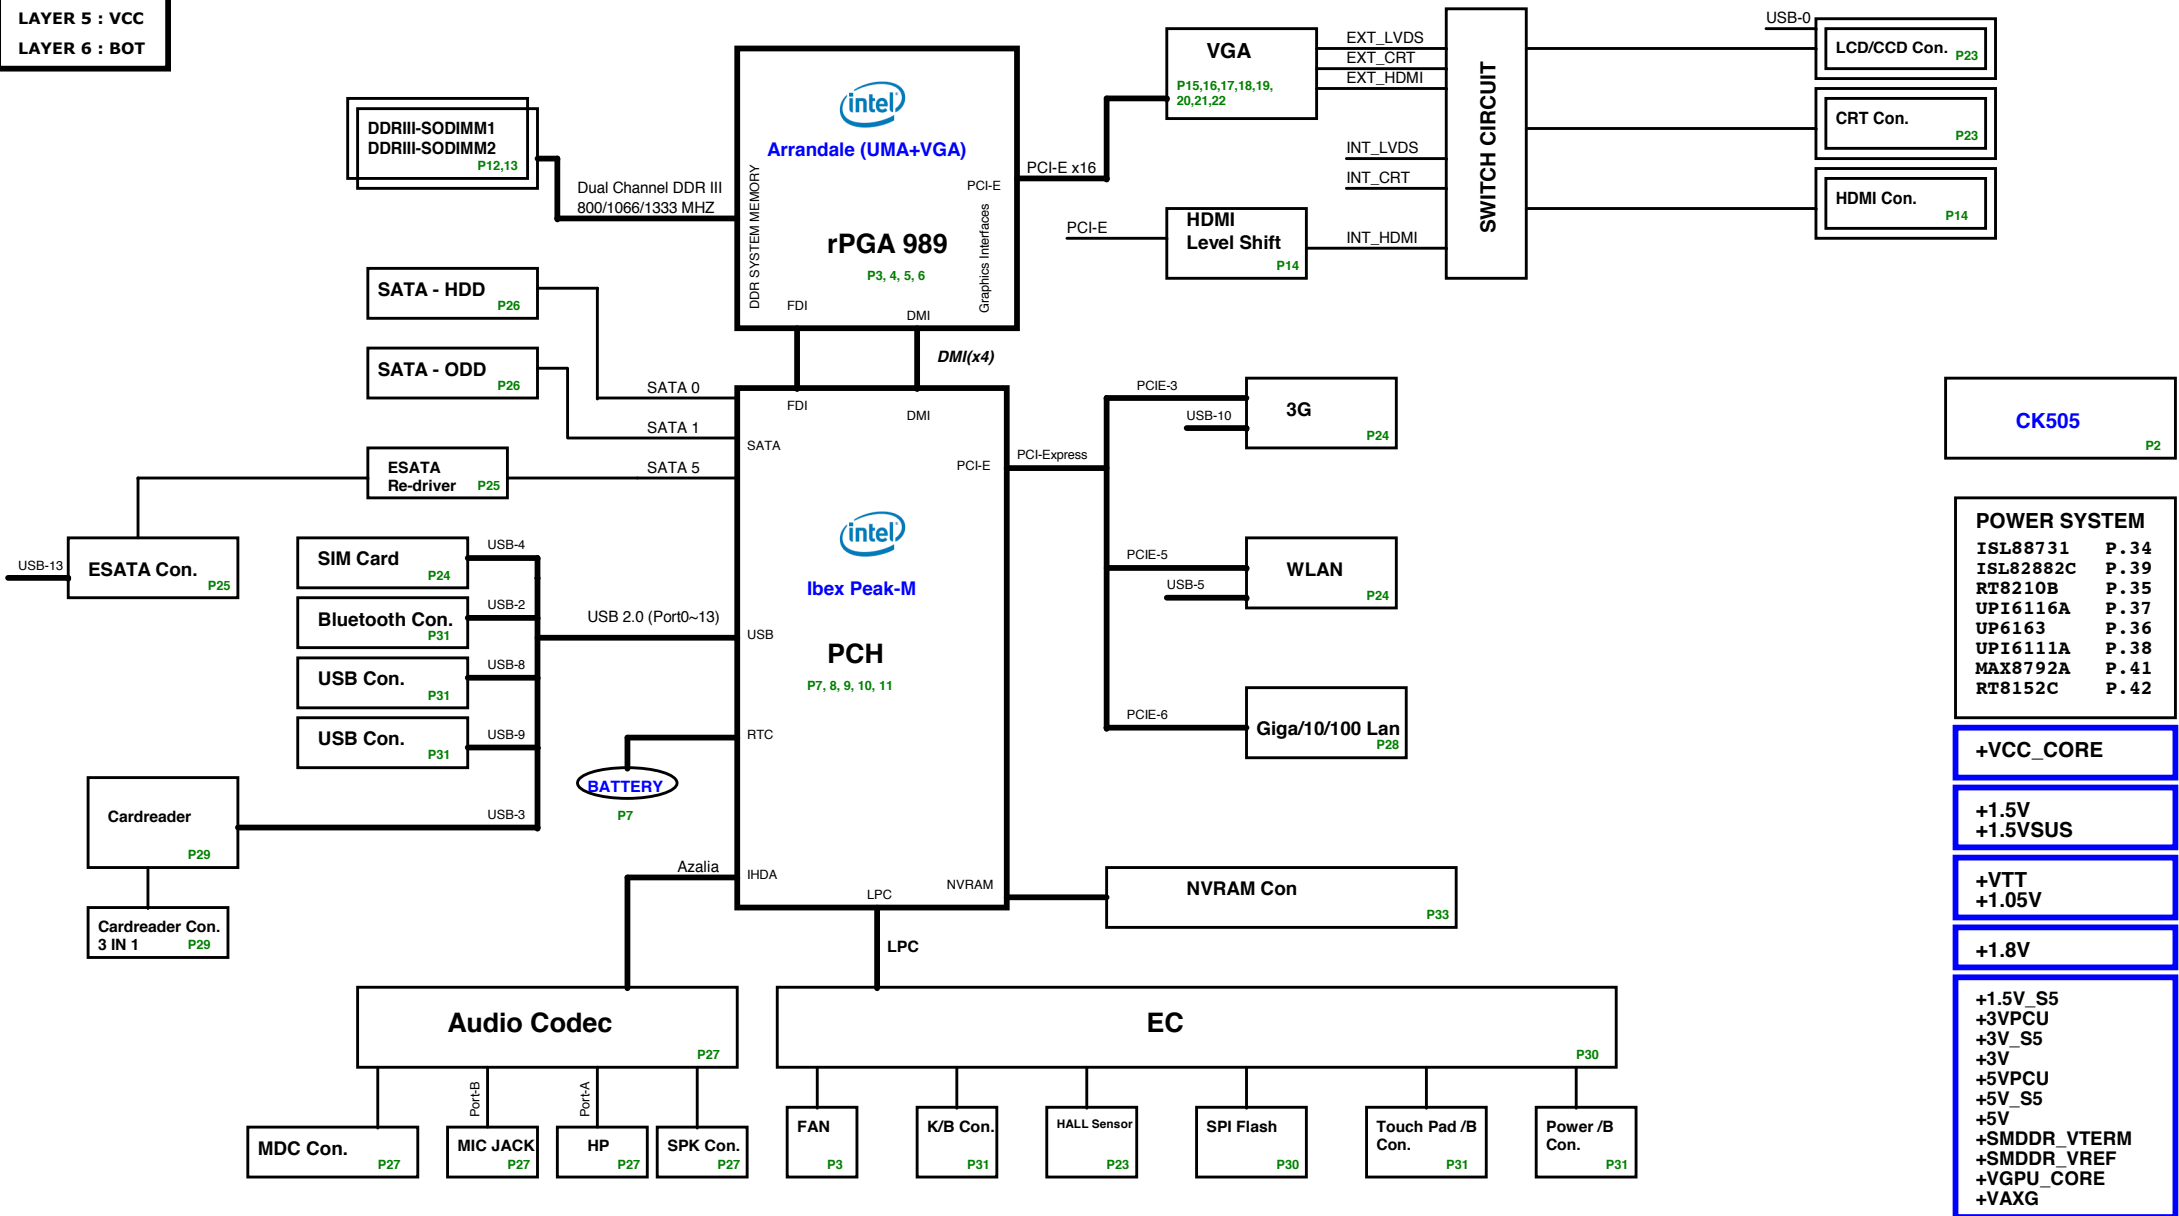 LAYER 5 : VCC
LAYER 6 : BOT
DDRIII-SODIMM1
DDRIII-SODIMM2
P12,13
Dual Channel DDR III
800/1066/1333 MHZ
intel
Arrandale (UMA+VGA)
DDR SYSTEM MEMORY
PCI-E
Graphics Interfaces
rPGA 989
P3, 4, 5, 6
FDI
DMI
PCI-E x16
VGA
P15,16,17,18,19,
20,21,22
EXT_LVDS
EXT_CRT
EXT_HDMI
INT_LVDS
INT_CRT
INT_HDMI
PCI-E
HDMI
Level Shift
P14
SWITCH CIRCUIT
USB-0
LCD/CCD Con.
P23
CRT Con.
P23
HDMI Con.
P14
SATA - HDD
P26
SATA - ODD
P26
SATA 0
SATA 1
SATA 5
ESATA
Re-driver
P25
USB-13
ESATA Con.
P25
DMI(x4)
FDI
DMI
SATA
PCI-E
intel
Ibex Peak-M
USB
PCH
P7, 8, 9, 10, 11
RTC
IHDA
LPC
NVRAM
SIM Card
P24
USB-4
Bluetooth Con.
P31
USB-2
USB Con.
P31
USB-8
USB Con.
P31
USB-9
USB 2.0 (Port0~13)
USB-3
Cardreader
P29
Cardreader Con.
3 IN 1
P29
BATTERY
P7
Azalia
PCI-Express
PCIE-3
USB-10
3G
P24
PCIE-5
USB-5
WLAN
P24
PCIE-6
Giga/10/100 Lan
P28
NVRAM Con
P33
LPC
Audio Codec
P27
MDC Con.
P27
Port-B
MIC JACK
P27
Port-A
HP
P27
SPK Con.
P27
EC
P30
FAN
P3
K/B Con.
P31
HALL Sensor
P23
SPI Flash
P30
Touch Pad /B
Con.
P31
Power /B
Con.
P31
CK505
P2
POWER SYSTEM
ISL88731 P.34
ISL82882C P.39
RT8210B P.35
UPI6116A P.37
UP6163 P.36
UPI6111A P.38
MAX8792A P.41
RT8152C P.42
+VCC_CORE
+1.5V
+1.5VSUS
+VTT
+1.05V
+1.8V
+1.5V_S5
+3VPCU
+3V_S5
+3V
+5VPCU
+5V_S5
+5V
+SMDDR_VTERM
+SMDDR_VREF
+VGPU_CORE
+VAXG